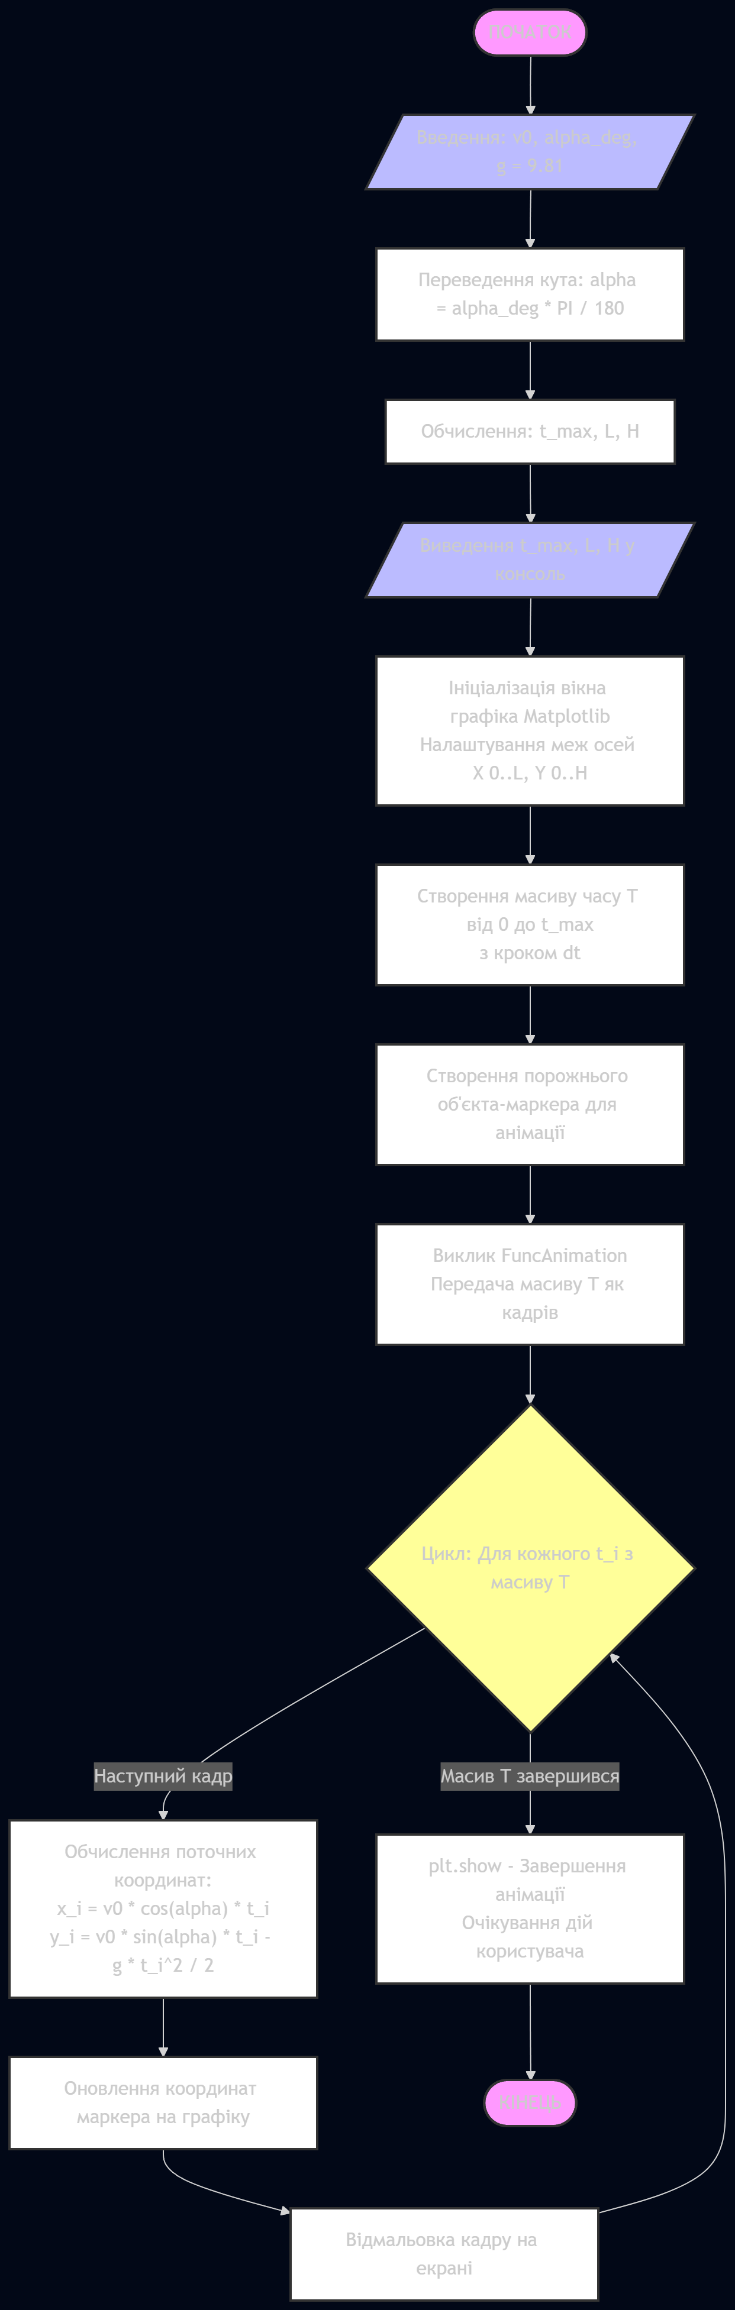 ПОЧАТОК
Введення: v0, alpha_deg,
g = 9.81
Переведення кута: alpha
= alpha_deg * PI / 180
Обчислення: t_max, L, H
Виведення t_max, L, H у
консоль
Ініціалізація вікна
графіка Matplotlib
Налаштування меж осей
X 0..L, Y 0..H
Створення масиву часу T
від 0 до t_max
з кроком dt
Створення порожнього
об'єкта-маркера для
анімації
Виклик FuncAnimation
Передача масиву T як
кадрів
Цикл: Для кожного t_i з
масиву T
Наступний кадр
Масив T завершився
Обчислення поточних
координат:
x_i = v0 * cos(alpha) * t_i
y_i = v0 * sin(alpha) * t_i -
g * t_i^2 / 2
plt.show - Завершення
анімації
Очікування дій
користувача
Оновлення координат
маркера на графіку
КІНЕЦЬ
Відмальовка кадру на
екрані